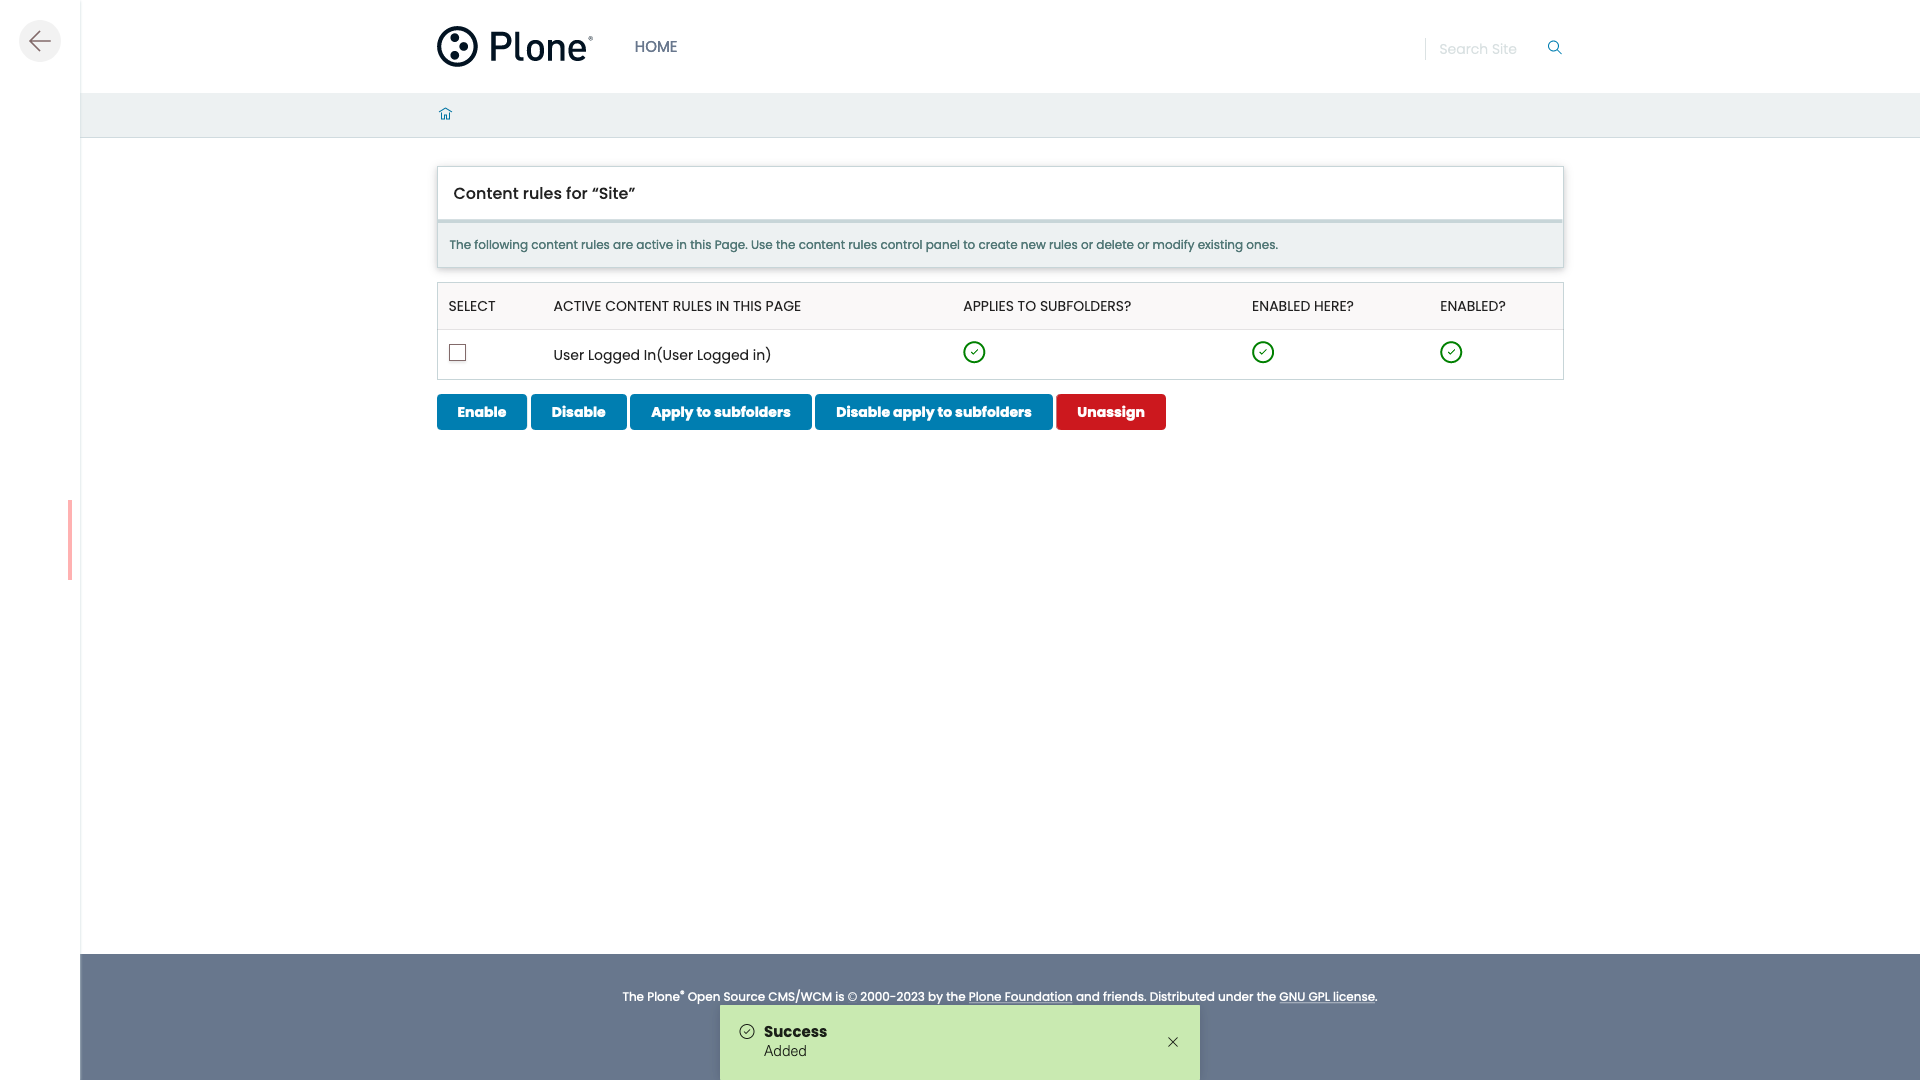 Plone®
HOME
Search Site
Content rules for “Site”
The following content rules are active in this Page. Use the content rules control panel to create new rules or delete or modify existing ones.
SELECT ACTIVE CONTENT RULES IN THIS PAGE APPLIES TO SUBFOLDERS? ENABLED HERE? ENABLED?
User Logged In(User Logged in)
Enable Disable Apply to subfolders Disable apply to subfolders Unassign
The Plone® Open Source CMS/WCM is © 2000-2023 by the Plone Foundation and friends. Distributed under the GNU GPL license.
Success
Added